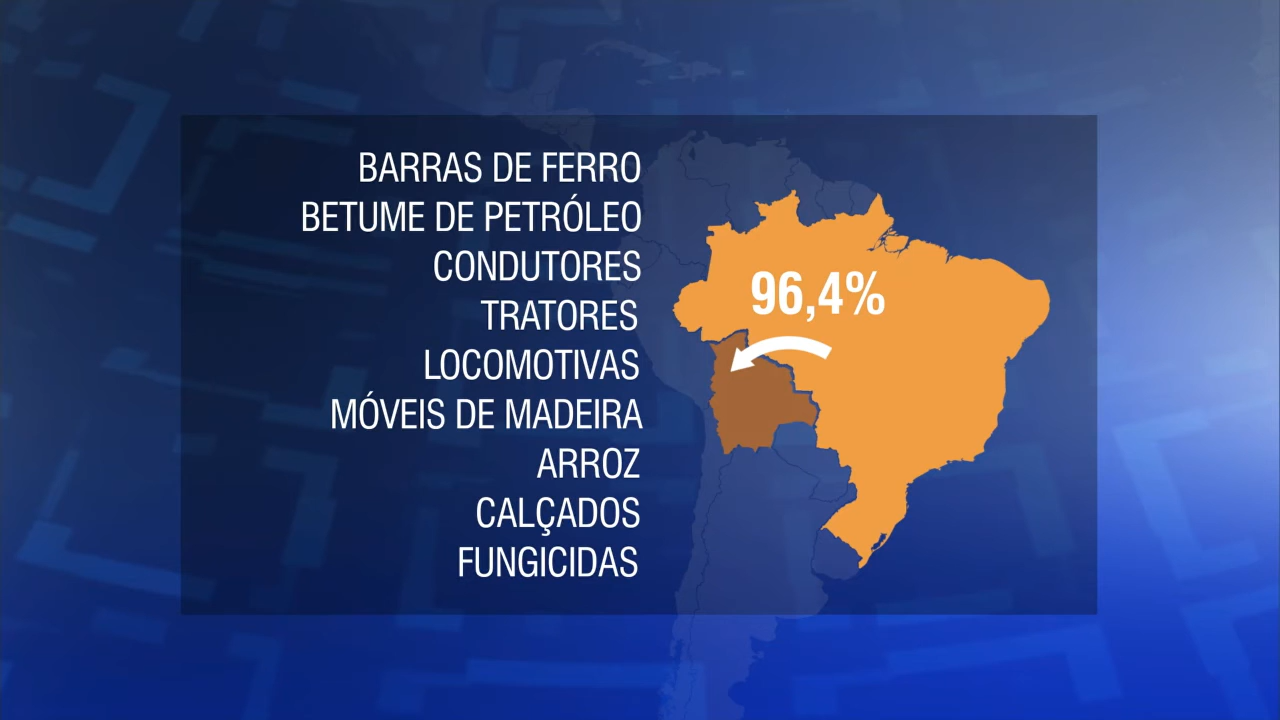 BARRAS DE FERRO
BETUME DE PETRÓLEO
CONDUTORES
TRATORES
LOCOMOTIVAS
MÓVEIS DE MADEIRA
ARROZ
CALÇADOS
FUNGICIDAS
96,4%